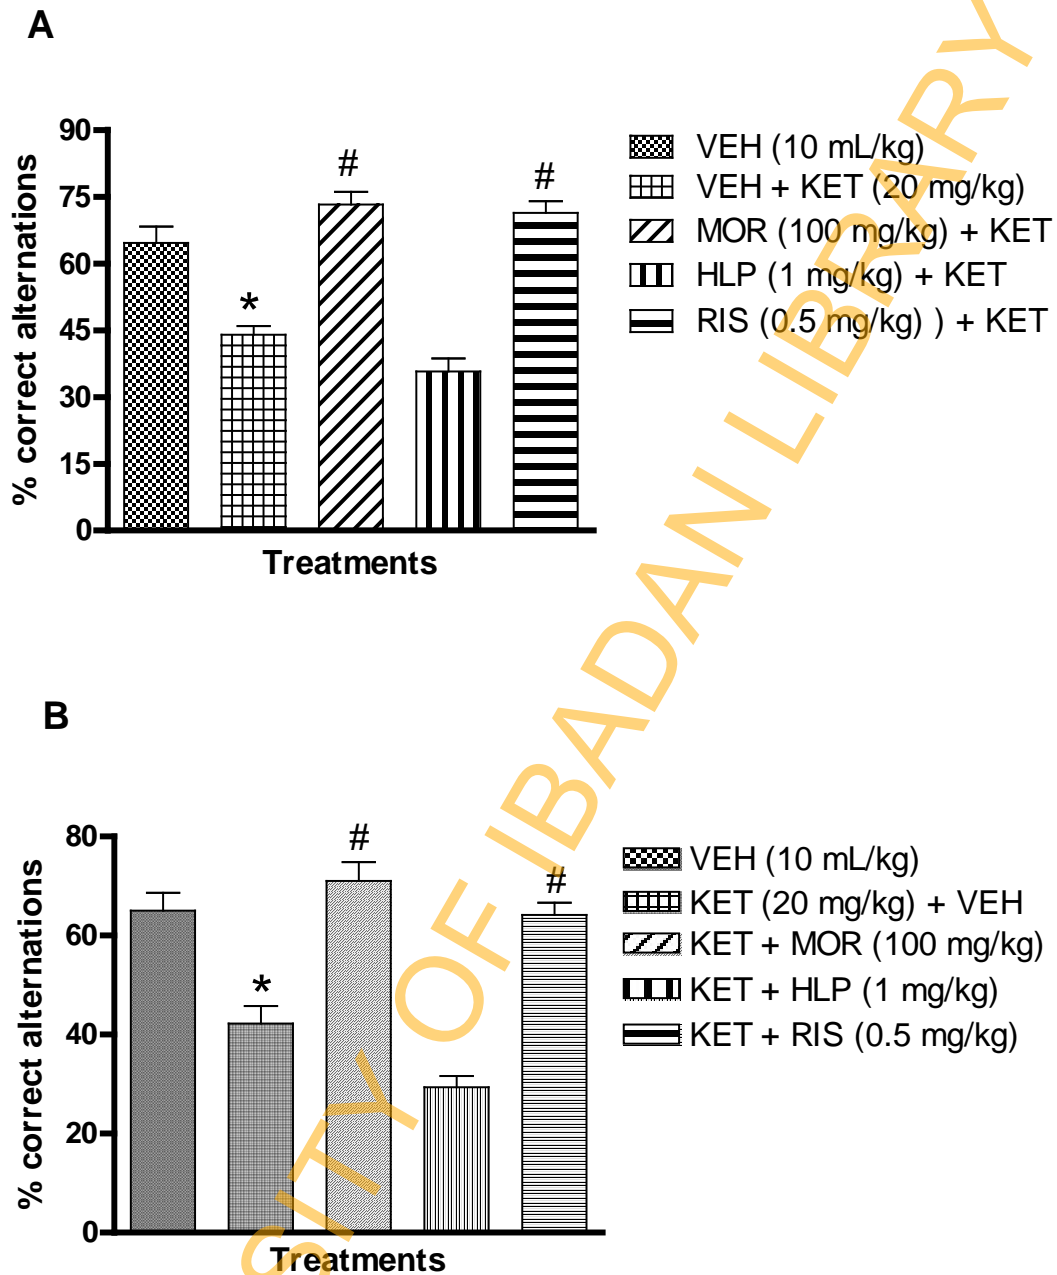 A
90
75
60
45
30
15
0
% correct alternations
*
#
#
Treatments
VEH (10 mL/kg)
VEH + KET (20 mg/kg)
MOR (100 mg/kg) + KET
HLP (1 mg/kg) + KET
RIS (0.5 mg/kg) ) + KET
B
80
60
40
20
0
% correct alternations
*
#
#
Treatments
VEH (10 mL/kg)
KET (20 mg/kg) + VEH
KET + MOR (100 mg/kg)
KET + HLP (1 mg/kg)
KET + RIS (0.5 mg/kg)
SITY OF IBADAN LIBRARY